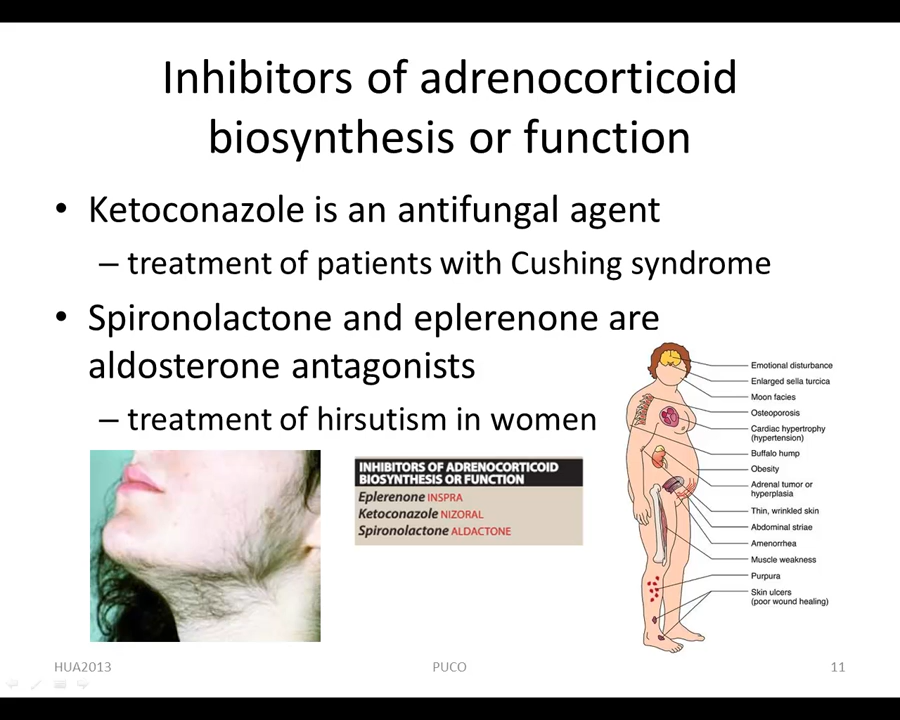 Inhibitors of adrenocorticoid
biosynthesis or function
• Ketoconazole is an antifungal agent
– treatment of patients with Cushing syndrome
• Spironolactone and eplerenone are
aldosterone antagonists
– treatment of hirsutism in women
INHIBITORS OF ADRENOCORTICOID
BIOSYNTHESIS OR FUNCTION
Eplerenone INSPRA
Ketoconazole NIZORAL
Spironolactone ALDACTONE
Emotional disturbance
Enlarged sella turcica
Moon facies
Osteoporosis
Cardiac hypertrophy
(hypertension)
Buffalo hump
Obesity
Adrenal tumor or
hyperplasia
Thin, wrinkled skin
Abdominal striae
Amenorrhea
Muscle weakness
Purpura
Skin ulcers
(poor wound healing)
HUA2013
PUCO
11